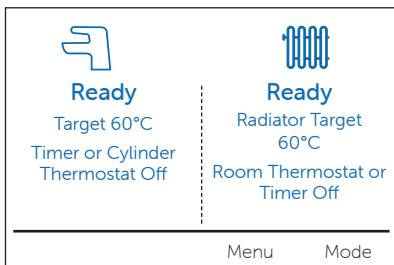 Ready
Target 60°C
Timer or Cylinder
Thermostat Off
Ready
Radiator Target
60°C
Room Thermostat or
Timer Off
Menu
Mode